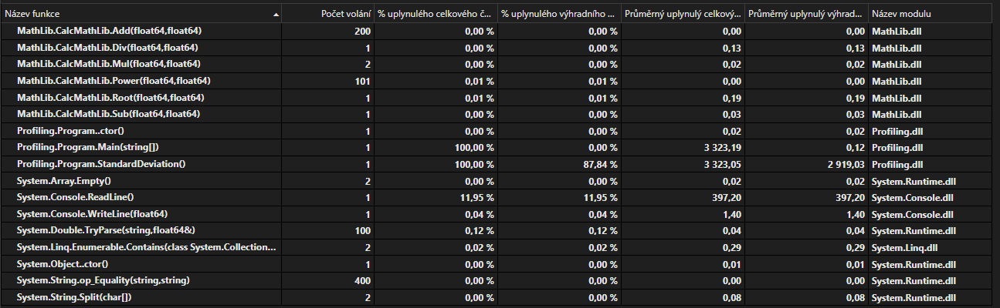 Název funkce Počet volání % uplynulého celkového č... % uplynulého výhradního ... Průměrný uplynulý celkový... Průměrný uplynulý výhrad... Název modulu
MathLib.CalcMathLib.Add(float64,float64) 200 0,00 % 0,00 % 0,00 0,00 MathLib.dll
MathLib.CalcMathLib.Div(float64,float64) 1 0,00 % 0,00 % 0,13 0,13 MathLib.dll
MathLib.CalcMathLib.Mul(float64,float64) 2 0,00 % 0,00 % 0,02 0,02 MathLib.dll
MathLib.CalcMathLib.Power(float64,float64) 101 0,01 % 0,01 % 0,00 0,00 MathLib.dll
MathLib.CalcMathLib.Root(float64,float64) 1 0,01 % 0,01 % 0,19 0,19 MathLib.dll
MathLib.CalcMathLib.Sub(float64,float64) 1 0,00 % 0,00 % 0,03 0,03 MathLib.dll
Profiling.Program..ctor() 1 0,00 % 0,00 % 0,02 0,02 Profiling.dll
Profiling.Program.Main(string[]) 1 100,00 % 0,00 % 3 323,19 0,12 Profiling.dll
Profiling.Program.StandardDeviation() 1 100,00 % 87,84 % 3 323,05 2 919,03 Profiling.dll
System.Array.Empty() 2 0,00 % 0,00 % 0,02 0,02 System.Runtime.dll
System.Console.ReadLine() 1 11,95 % 11,95 % 397,20 397,20 System.Console.dll
System.Console.WriteLine(float64) 1 0,04 % 0,04 % 1,40 1,40 System.Console.dll
System.Double.TryParse(string,float64&) 100 0,12 % 0,12 % 0,04 0,04 System.Runtime.dll
System.Linq.Enumerable.Contains(class System.Collection... 2 0,02 % 0,02 % 0,29 0,29 System.Linq.dll
System.Object..ctor() 1 0,00 % 0,00 % 0,01 0,01 System.Runtime.dll
System.String.op_Equality(string,string) 400 0,00 % 0,00 % 0,00 0,00 System.Runtime.dll
System.String.Split(char[]) 2 0,00 % 0,00 % 0,08 0,08 System.Runtime.dll